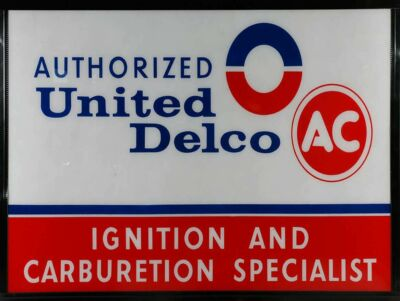 AUTHORIZED
United
Delco
AC
IGNITION AND
CARBURETION SPECIALIST